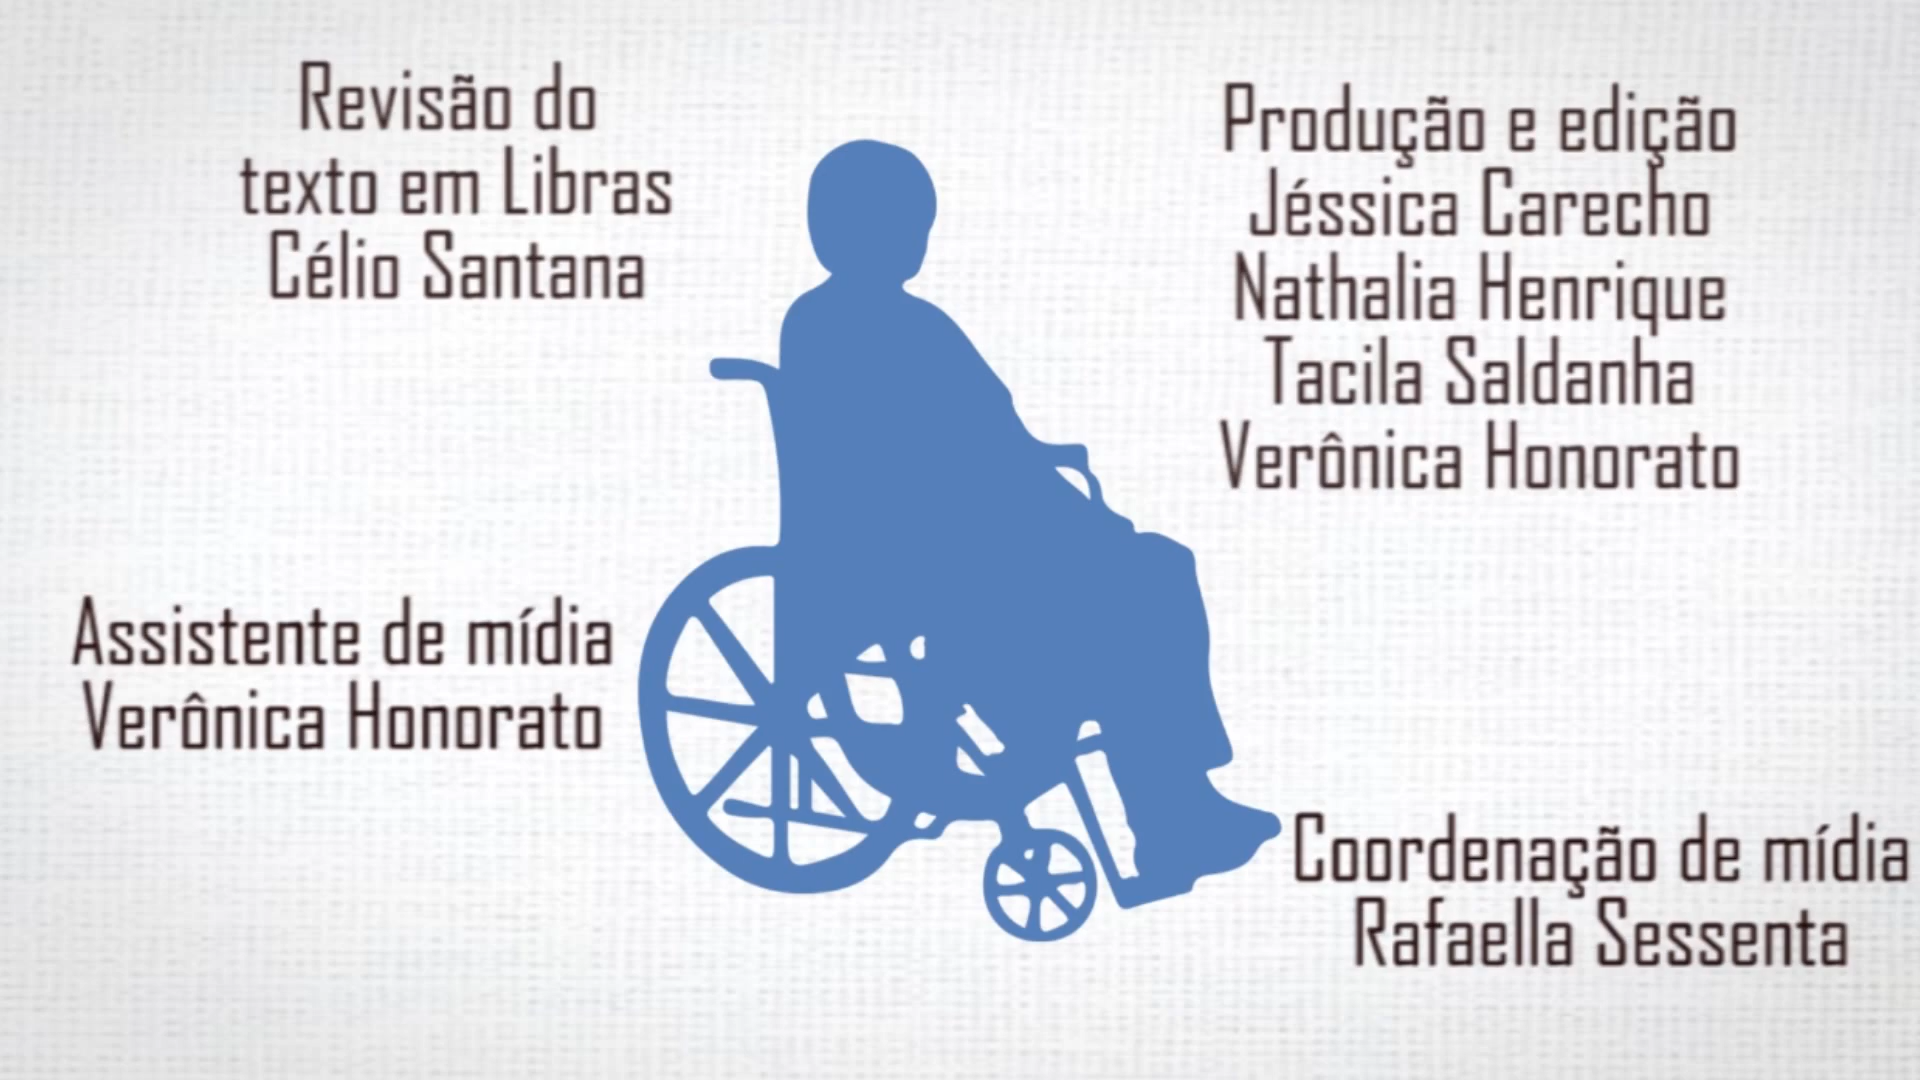 Revisão do
texto em Libras
Célio Santana
Produção e edição
Jéssica Carecho
Nathalia Henrique
Tacila Saldanha
Verônica Honorato
Assistente de mídia
Verônica Honorato
Coordenação de mídia
Rafaella Sessenta